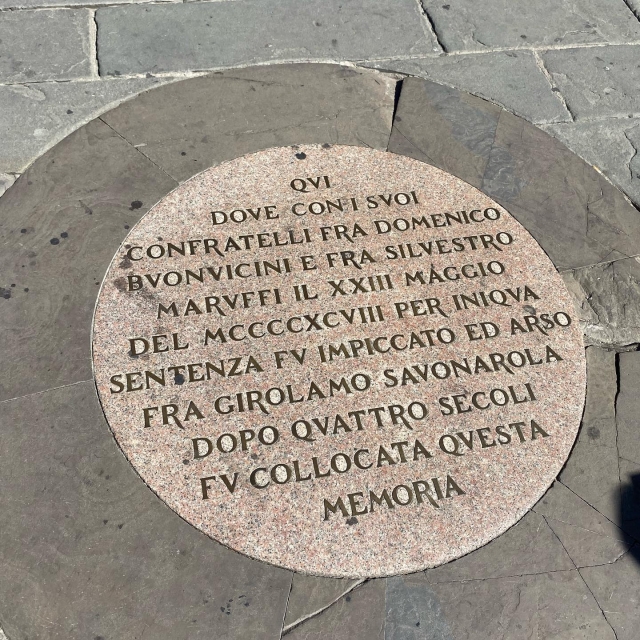 QVI
DOVE CON I SVOI
CONFRATELLI FRA DOMENICO
BVONVICINI E FRA SILVESTRO
MARVFFI IL XXIII MAGGIO
DEL MCCCCXCVIII PER INIQVA
SENTENZA FV IMPICCATO ED ARSO
FRA GIROLAMO SAVONAROLA
DOPO QVATTRO SECOLI
FV COLLOCATA QVESTA
MEMORIA